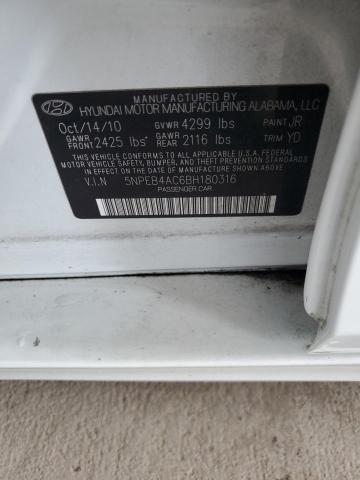 MANUFACTURED BY
HYUNDAI MOTOR MANUFACTURING ALABAMA, LLC
Oct/14/10 GVWR 4299 lbs PAINT JR
GAWR FRONT 2425 lbs GAWR REAR 2116 lbs TRIM YD
THIS VEHICLE CONFORMS TO ALL APPLICABLE U.S.A FEDERAL
MOTOR VEHICLE SAFETY, BUMPER, AND THEFT PREVENTION
STANDARDS IN EFFECT ON THE DATE OF MANUFACTURE SHOWN ABOVE.
V.I.N 5NPEB4AC6BH180316
PASSENGER CAR